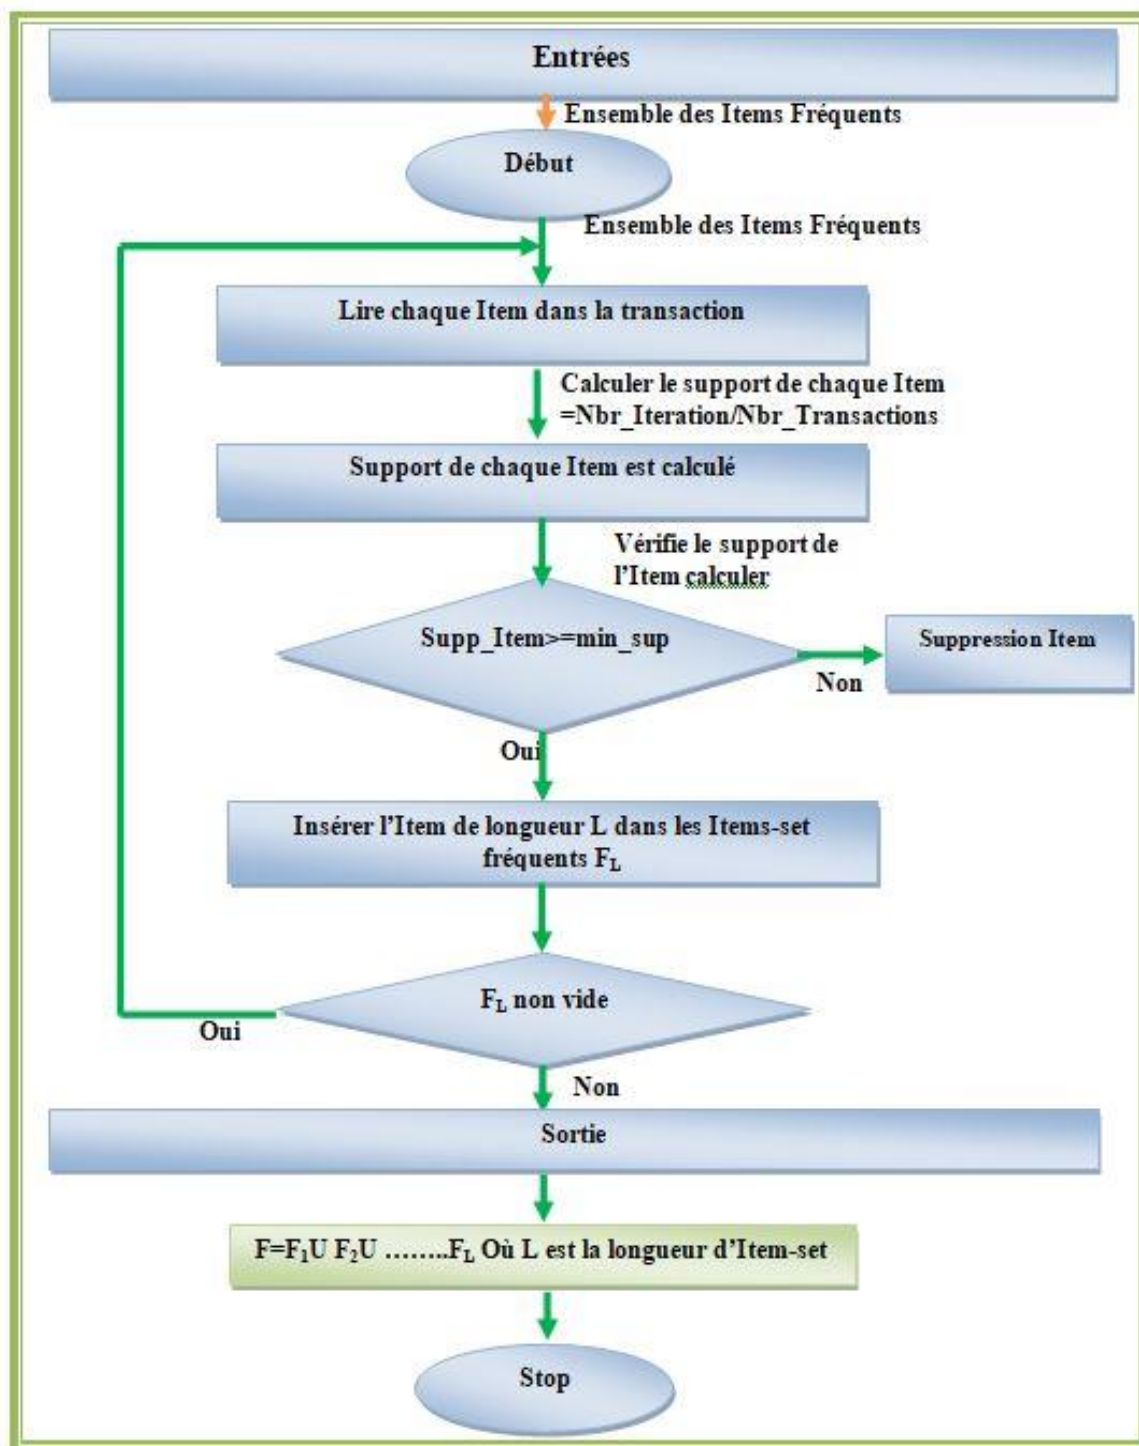 Entrées
Ensemble des Items Fréquents
Début
Ensemble des Items Fréquents
Lire chaque Item dans la transaction
Calculer le support de chaque Item
=Nbr_Iteration/Nbr_Transactions
Support de chaque Item est calculé
Vérifie le support de
l'Item calculer
Supp_Item>=min_sup
Suppression Item
Non
Oui
Insérer l'Item de longueur L dans les Items-set
fréquents F_L
F_L non vide
Oui
Non
Sortie
F=F₁U F₂U ……..F_L Où L est la longueur d'Item-set
Stop